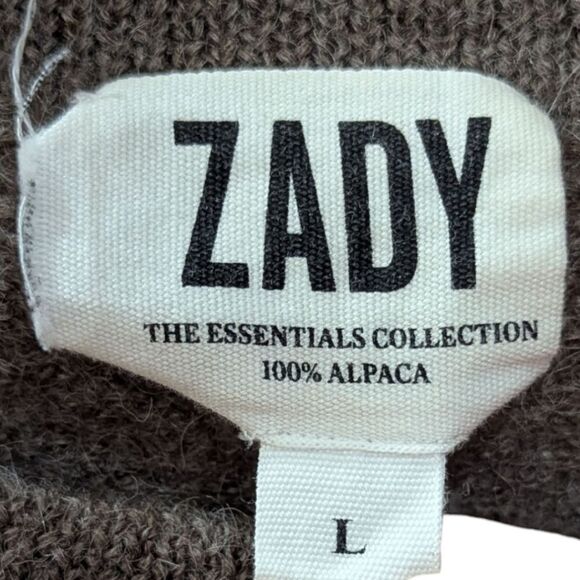 ZADY
THE ESSENTIALS COLLECTION
100% ALPACA
L